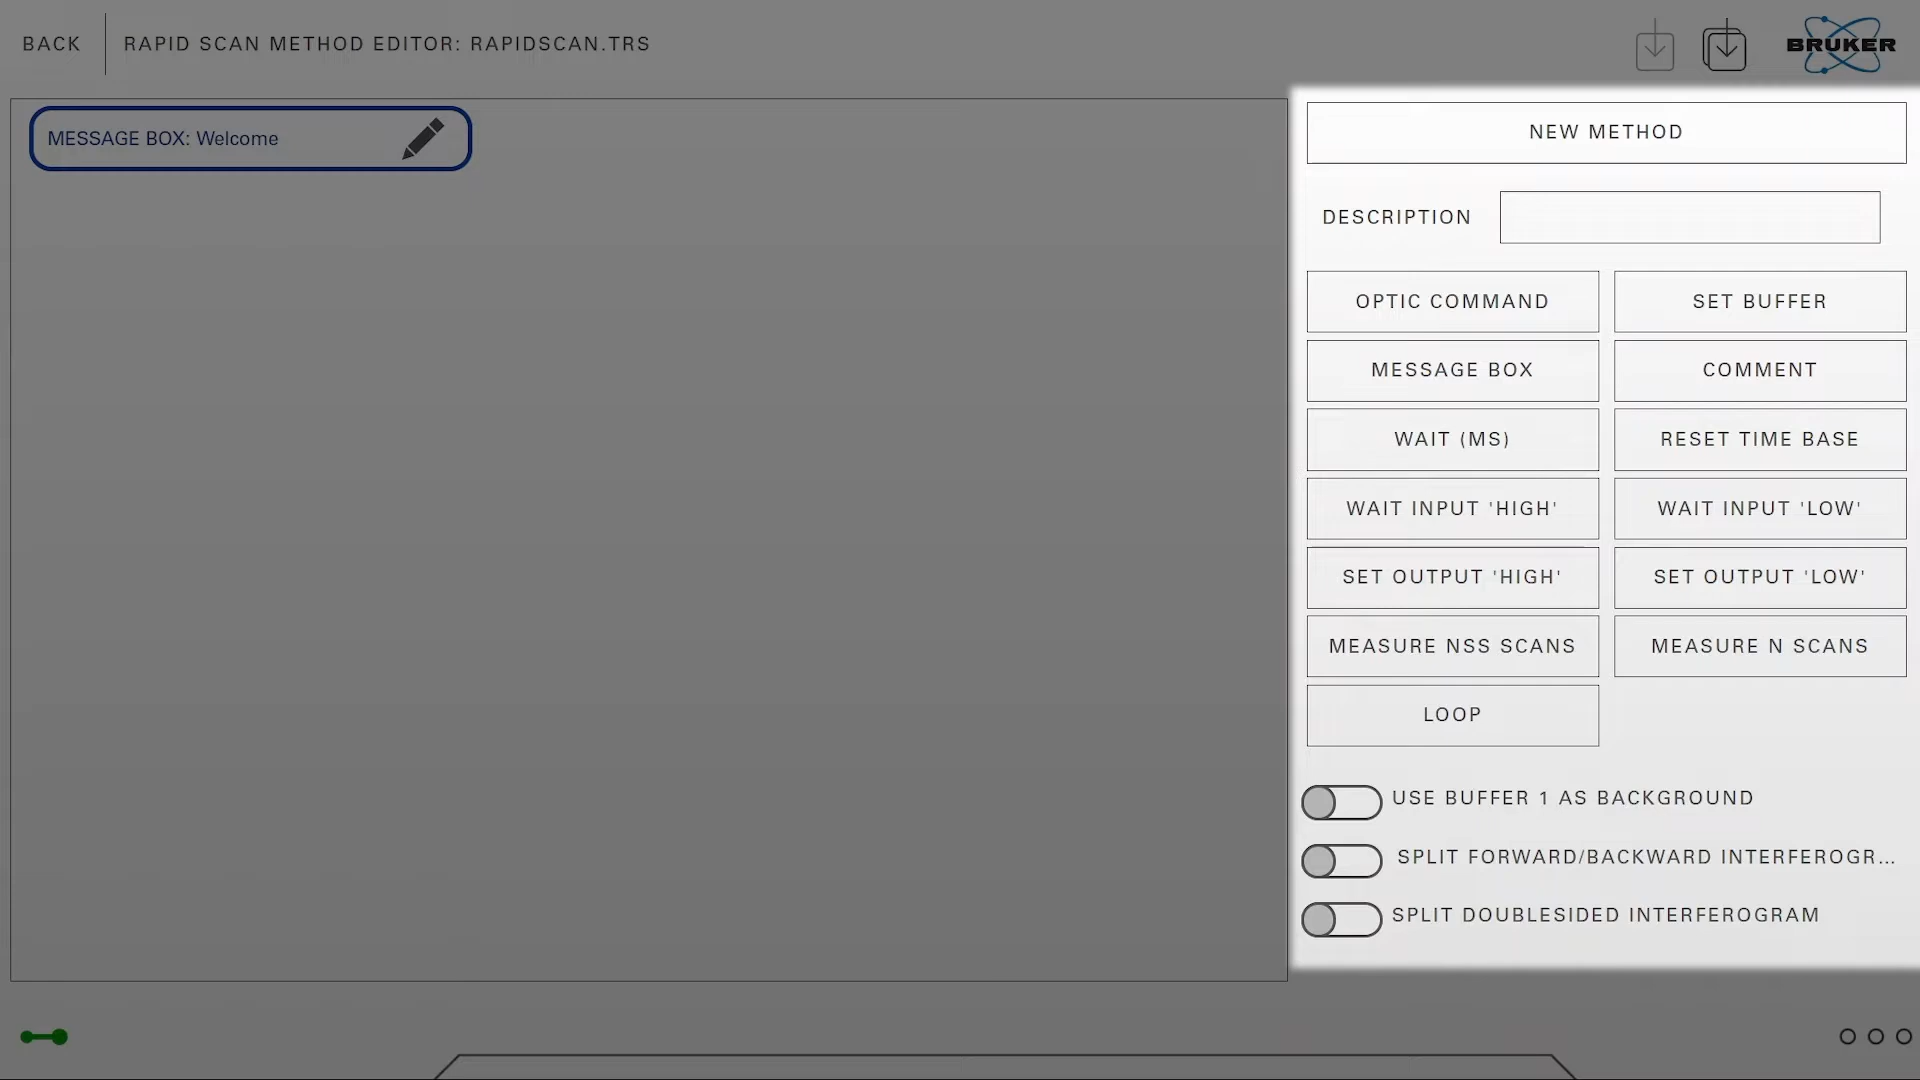 BACK
RAPID SCAN METHOD EDITOR: RAPIDSCAN.TRS
BRUKER
MESSAGE BOX: Welcome
NEW METHOD
DESCRIPTION
OPTIC COMMAND
SET BUFFER
MESSAGE BOX
COMMENT
WAIT (MS)
RESET TIME BASE
WAIT INPUT 'HIGH'
WAIT INPUT 'LOW'
SET OUTPUT 'HIGH'
SET OUTPUT 'LOW'
MEASURE NSS SCANS
MEASURE N SCANS
LOOP
USE BUFFER 1 AS BACKGROUND
SPLIT FORWARD/BACKWARD INTERFEROGR...
SPLIT DOUBLESIDED INTERFEROGRAM